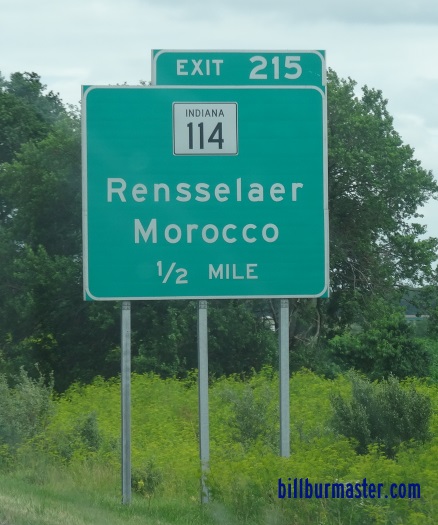 EXIT 215
INDIANA
114
Rensselaer
Morocco
1/2 MILE
billburmaster.com